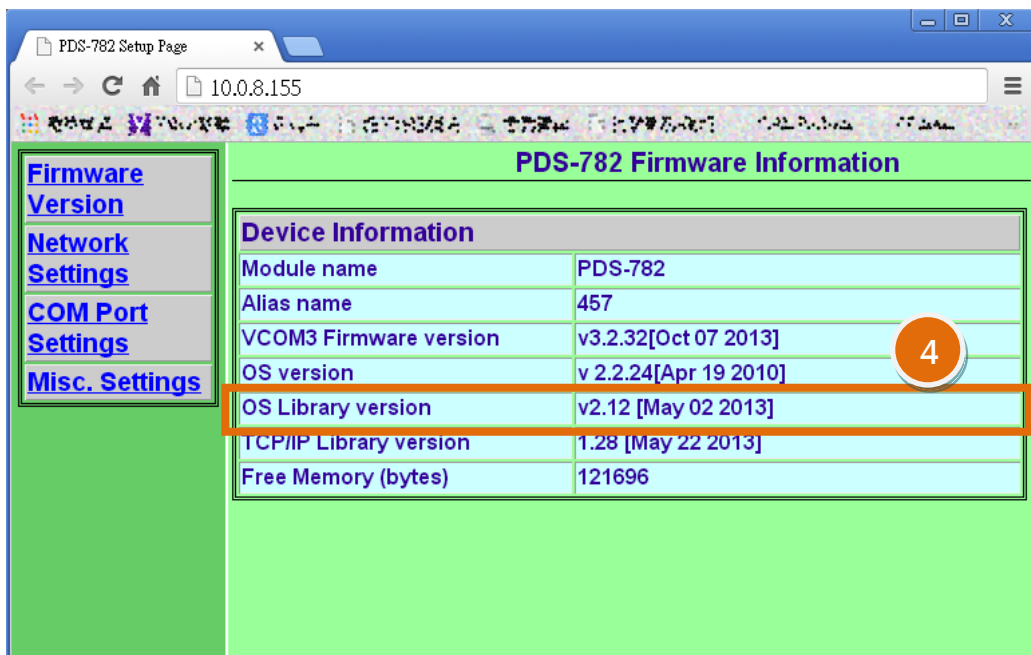 PDS-782 Setup Page
10.0.8.155
Firmware
Version
Network
Settings
COM Port
Settings
Misc. Settings
PDS-782 Firmware Information
Device Information
Module name PDS-782
Alias name 457
VCOM3 Firmware version v3.2.32[Oct 07 2013]
OS version v 2.2.24[Apr 19 2010]
4
OS Library version v2.12 [May 02 2013]
TCP/IP Library version 1.28 [May 22 2013]
Free Memory (bytes) 121696